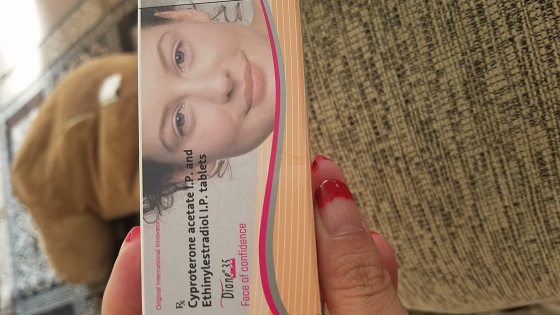 Original International Innovator
Rx
Cyproterone acetate I.P. and
Ethinylestradiol I.P. tablets
Diane-35
Face of confidence